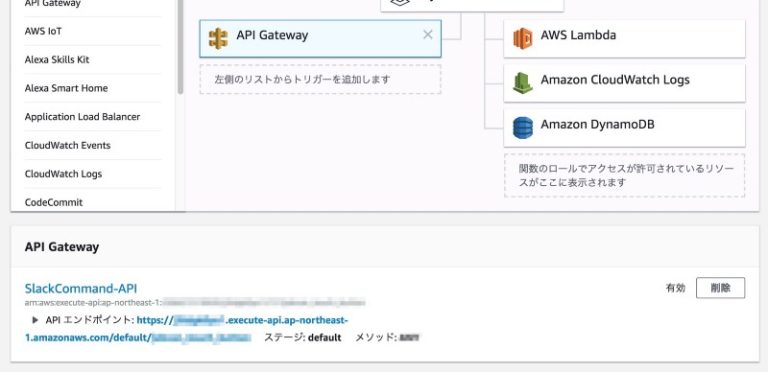 API Gateway
AWS IoT
Alexa Skills Kit
Alexa Smart Home
Application Load Balancer
CloudWatch Events
CloudWatch Logs
CodeCommit
API Gateway
左側のリストからトリガーを追加します
AWS Lambda
Amazon CloudWatch Logs
Amazon DynamoDB
関数のロールでアクセスが許可されているリソー
スがここに表示されます
API Gateway
SlackCommand-API
有効 削除
arn:aws:execute-api:ap-northeast-1:
API エンドポイント: https:// .execute-api.ap-northeast-
1.amazonaws.com/default/ ステージ: default メソッド: